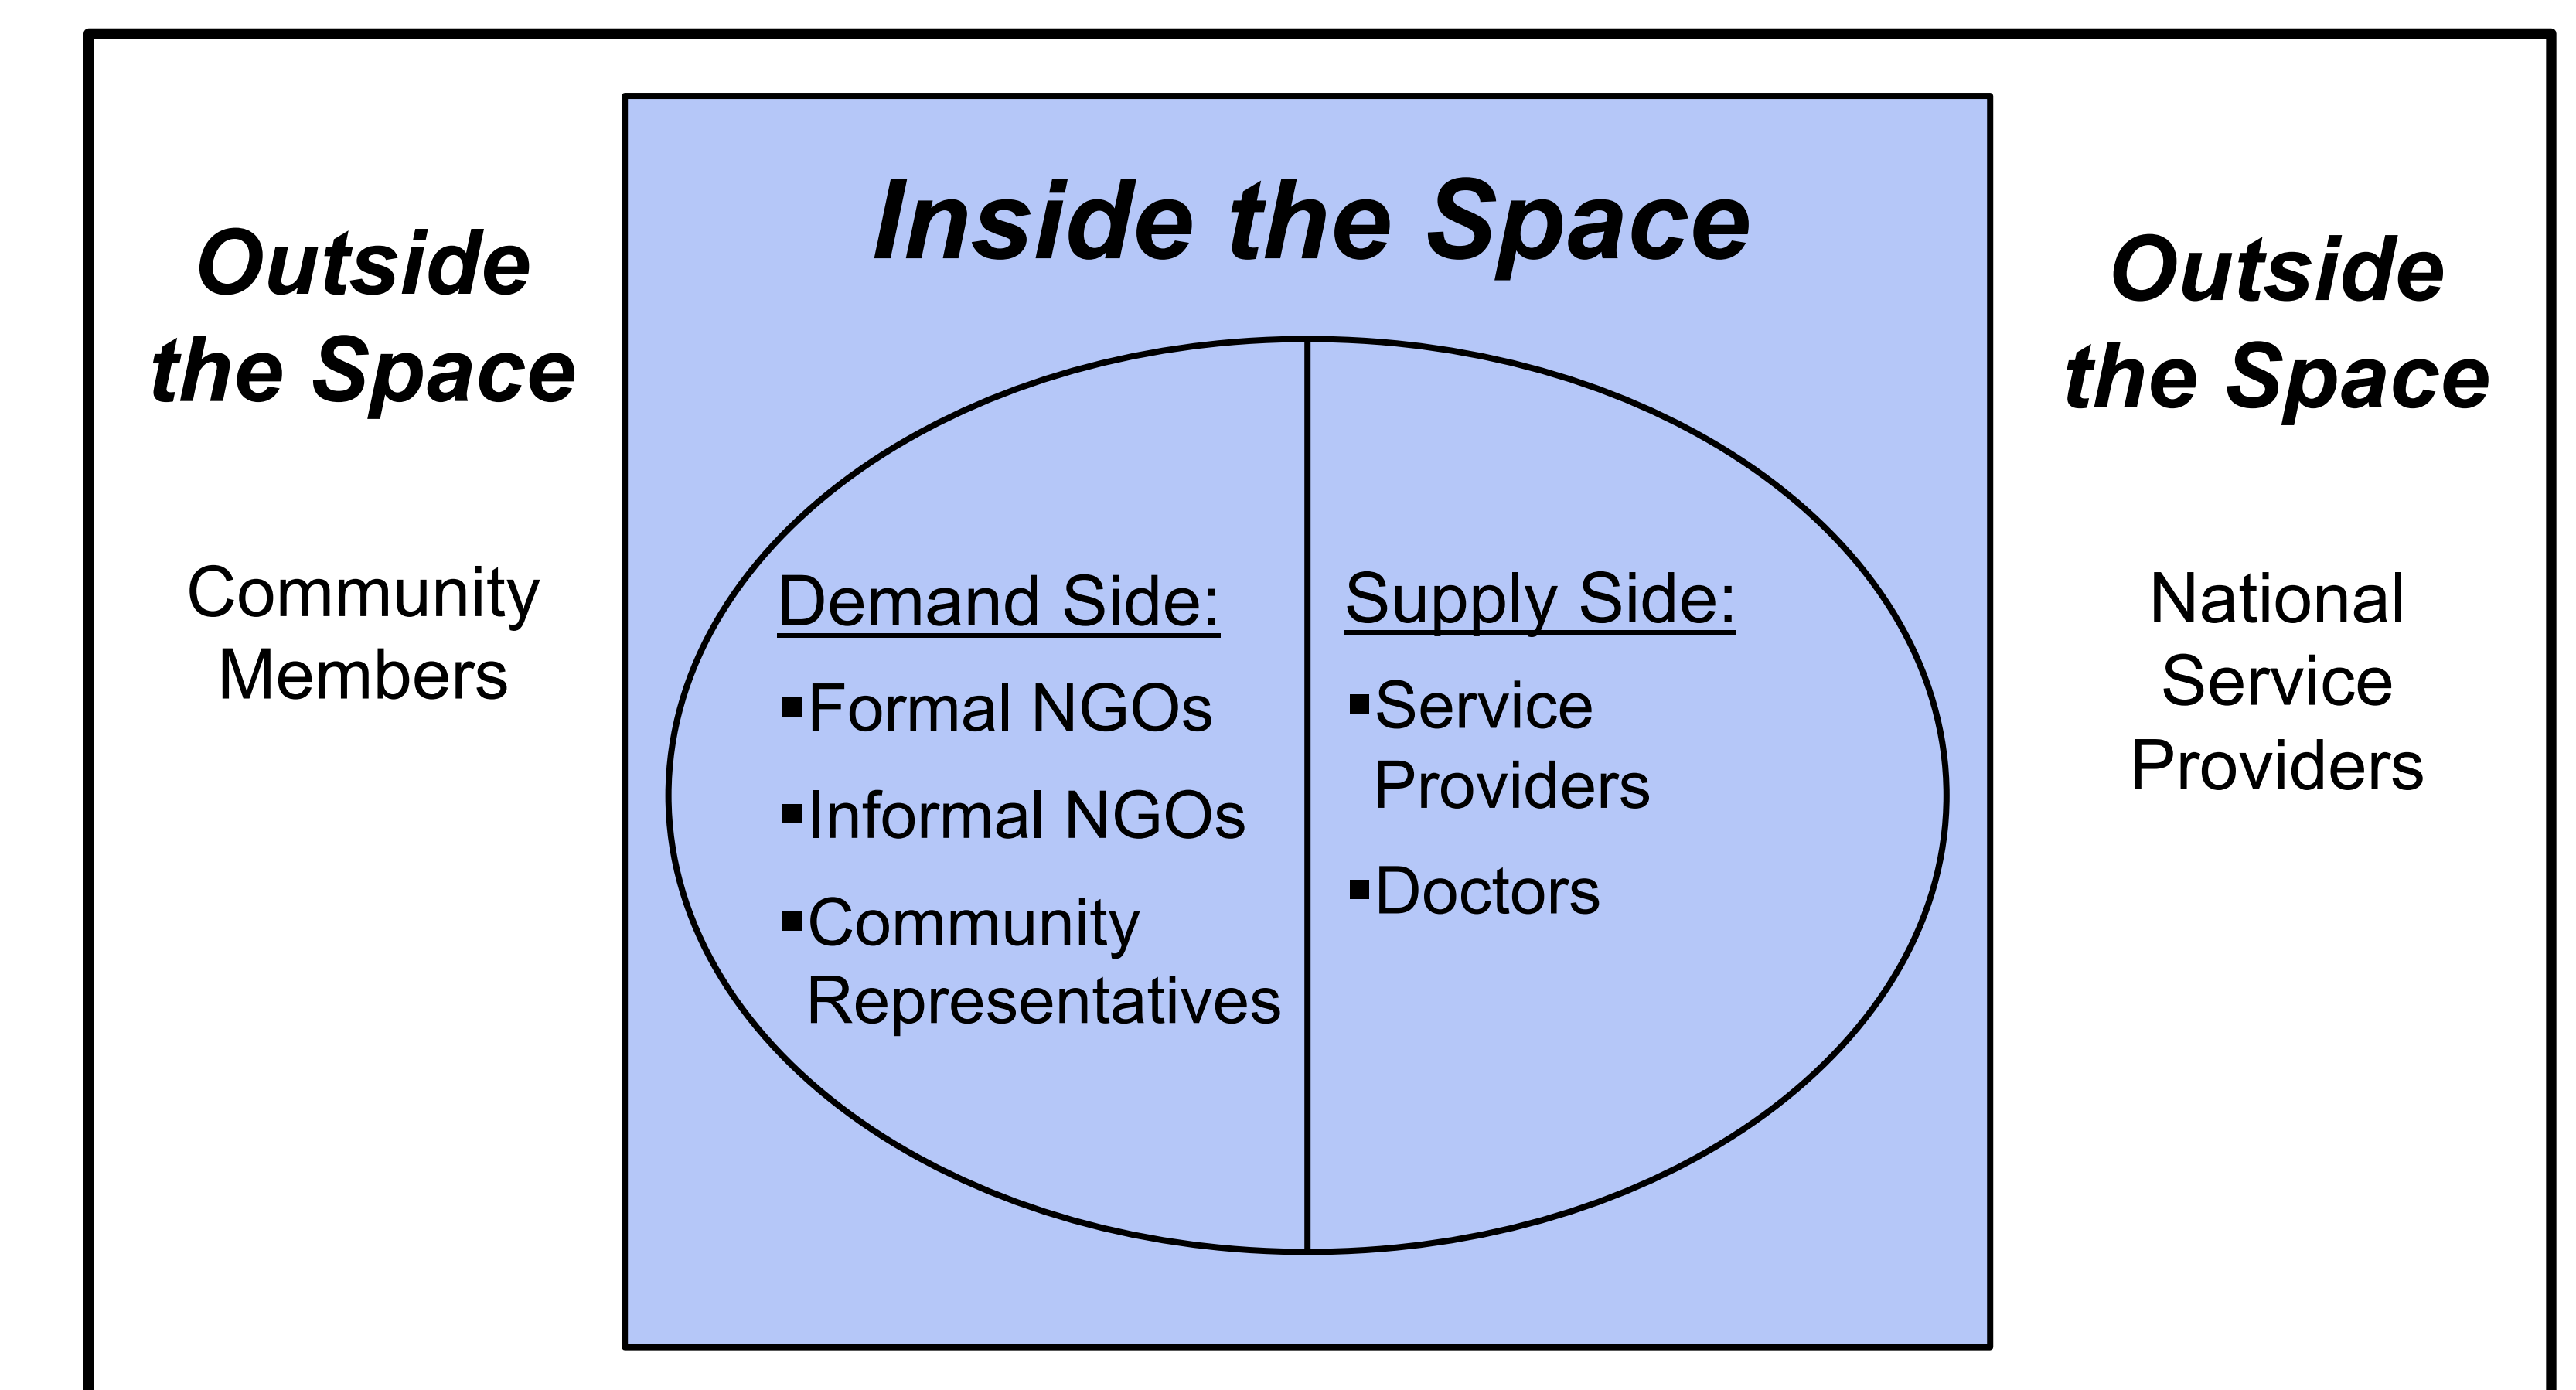 Inside the Space
Outside
the Space
Community
Members
Demand Side:
▪Formal NGOs
▪Informal NGOs
▪Community
Representatives
Supply Side:
▪Service
Providers
▪Doctors
Outside
the Space
National
Service
Providers